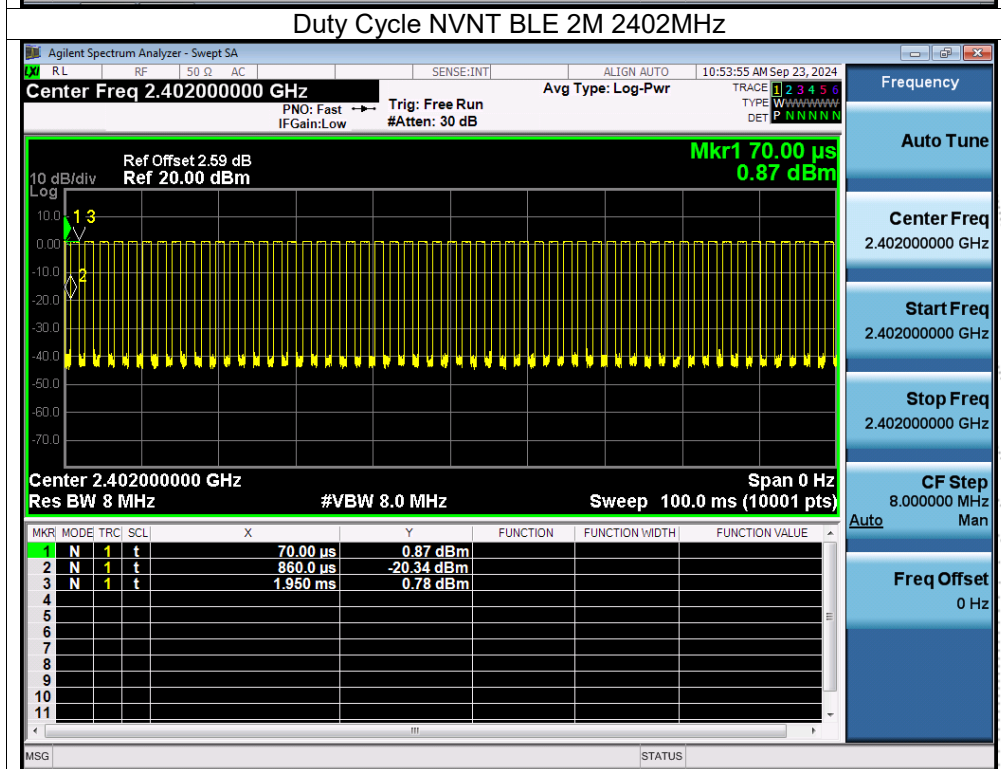 Duty Cycle NVNT BLE 2M 2402MHz
Agilent Spectrum Analyzer - Swept SA
LXI RL RF 50 Ω AC SENSE:INT ALIGN AUTO 10:53:55 AM Sep 23, 2024
Center Freq 2.402000000 GHz
PNO: Fast
IFGain:Low
Trig: Free Run
#Atten: 30 dB
Avg Type: Log-Pwr
TRACE 1 2 3 4 5 6
TYPE WWWWWW
DET P N N N N N
Ref Offset 2.59 dB
Ref 20.00 dBm
10 dB/div
Log
Mkr1 70.00 µs
0.87 dBm
10.0
0.00
-10.0
-20.0
-30.0
-40.0
-50.0
-60.0
-70.0
1 3
2
Center 2.402000000 GHz Span 0 Hz
Res BW 8 MHz #VBW 8.0 MHz Sweep 100.0 ms (10001 pts)
MKR MODE TRC SCL X Y FUNCTION FUNCTION WIDTH FUNCTION VALUE
1 N 1 t 70.00 µs 0.87 dBm
2 N 1 t 860.0 µs -20.34 dBm
3 N 1 t 1.950 ms 0.78 dBm
4
5
6
7
8
9
10
11
MSG STATUS
Frequency
Auto Tune
Center Freq
2.402000000 GHz
Start Freq
2.402000000 GHz
Stop Freq
2.402000000 GHz
CF Step
8.000000 MHz
Auto Man
Freq Offset
0 Hz